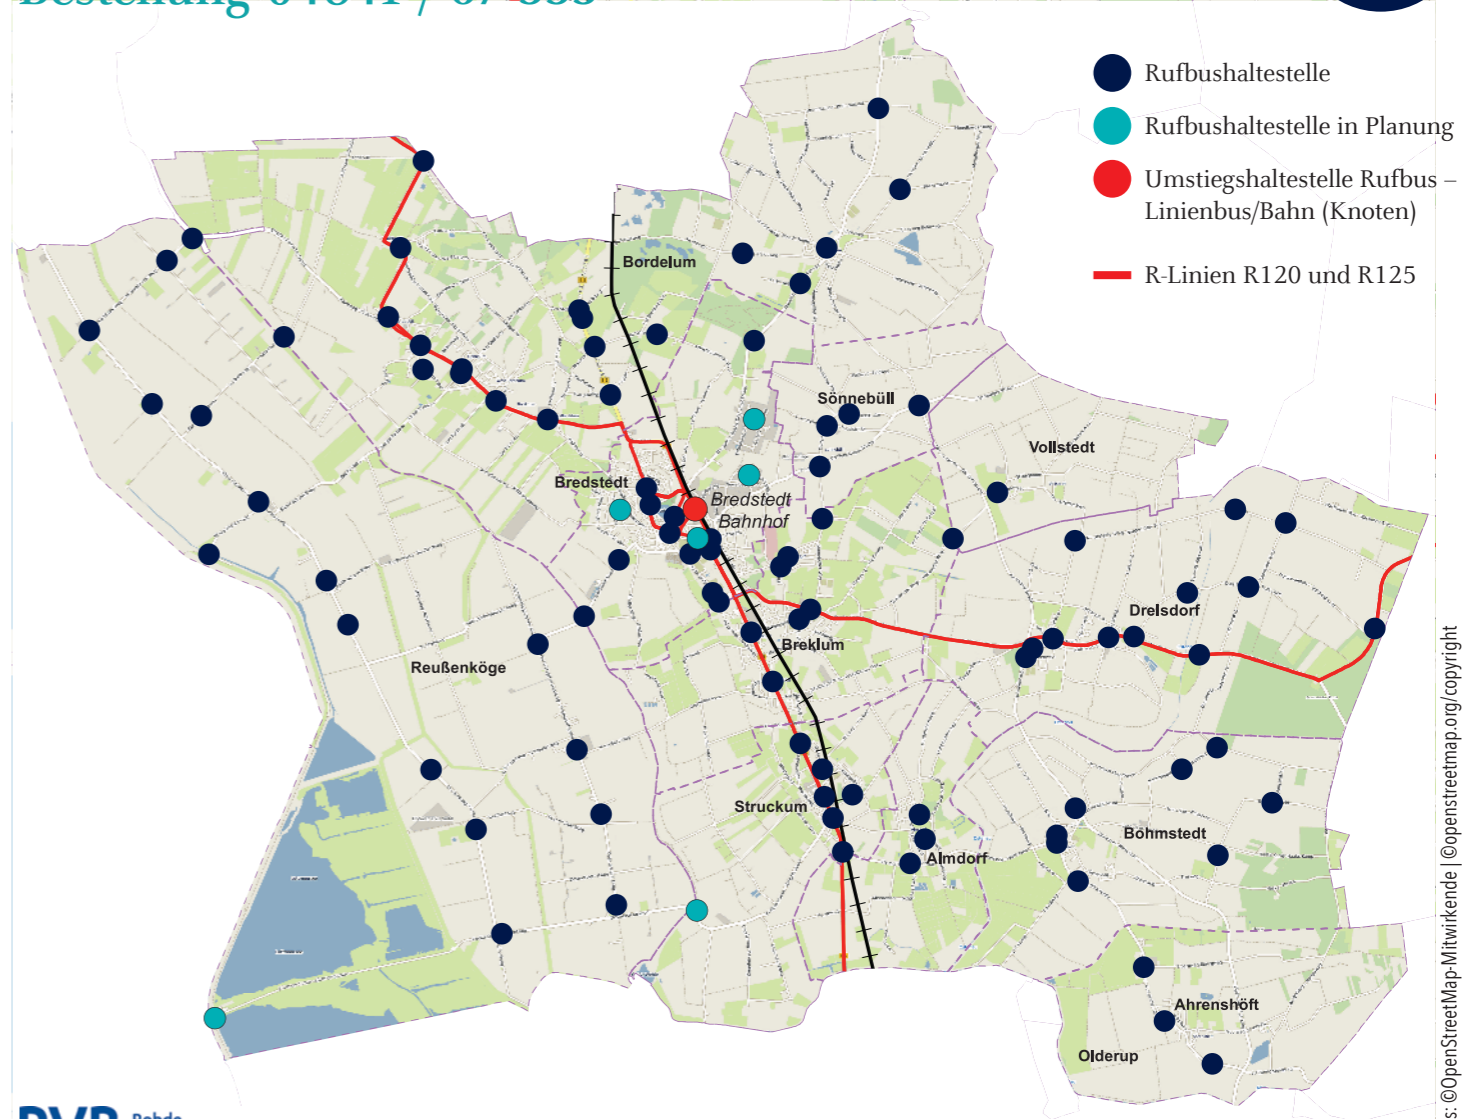 Rufbushaltestelle
Rufbushaltestelle in Planung
Umstiegshaltestelle Rufbus –
Linienbus/Bahn (Knoten)
R-Linien R120 und R125
Bordelum
Sönnebüll
Vollstedt
Bredstedt
Bredstedt
Bahnhof
Drelsdorf
Breklum
Reußenköge
Struckum
Bohmstedt
Almdorf
Ahrenshöft
Olderup
s: ©OpenStreetMap-Mitwirkende | ©openstreetmap.org/copyright